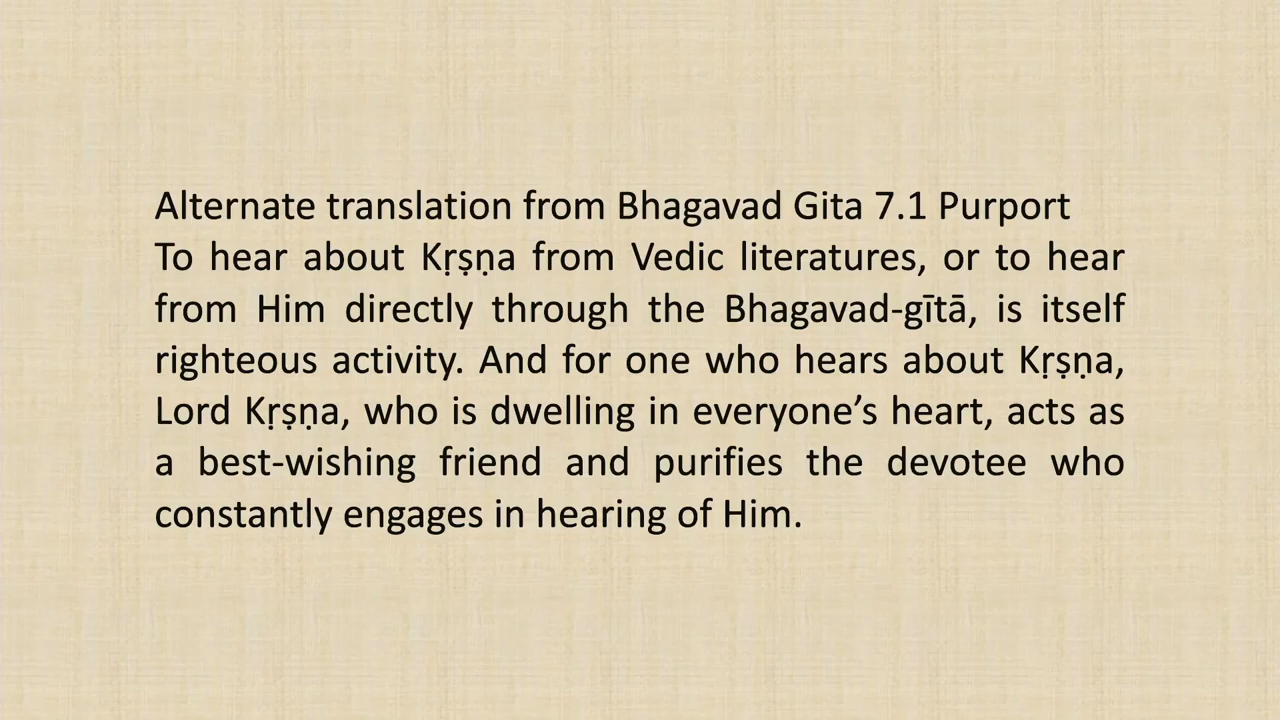 Alternate translation from Bhagavad Gita 7.1 Purport
To hear about Kṛṣṇa from Vedic literatures, or to hear
from Him directly through the Bhagavad-gītā, is itself
righteous activity. And for one who hears about Kṛṣṇa,
Lord Kṛṣṇa, who is dwelling in everyone’s heart, acts as
a best-wishing friend and purifies the devotee who
constantly engages in hearing of Him.